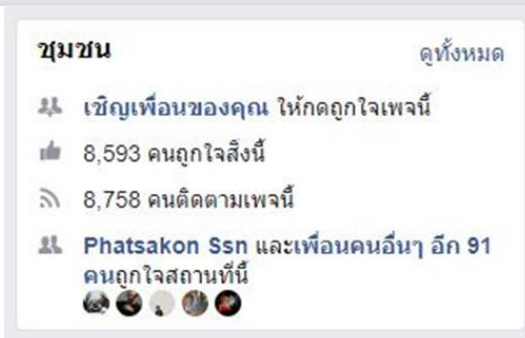 ชุมชน ดูทั้งหมด
เชิญเพื่อนของคุณ ให้กดถูกใจเพจนี้
8,593 คนถูกใจสิ่งนี้
8,758 คนติดตามเพจนี้
Phatsakon Ssn และเพื่อนคนอื่นๆ อีก 91
คนถูกใจสถานที่นี้